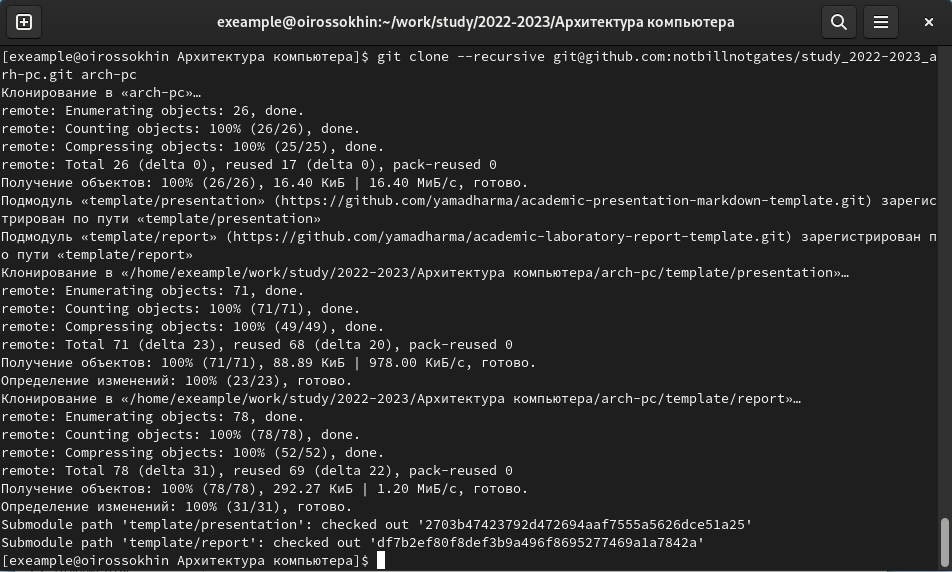 exeample@oirossokhin:~/work/study/2022-2023/Архитектура компьютера
[exeample@oirossokhin Архитектура компьютера]$ git clone --recursive git@github.com:notbillnotgates/study_2022-2023_a
rh-pc.git arch-pc
Клонирование в «arch-pc»…
remote: Enumerating objects: 26, done.
remote: Counting objects: 100% (26/26), done.
remote: Compressing objects: 100% (25/25), done.
remote: Total 26 (delta 0), reused 17 (delta 0), pack-reused 0
Получение объектов: 100% (26/26), 16.40 КиБ | 16.40 МиБ/с, готово.
Подмодуль «template/presentation» (https://github.com/yamadharma/academic-presentation-markdown-template.git) зарегис
трирован по пути «template/presentation»
Подмодуль «template/report» (https://github.com/yamadharma/academic-laboratory-report-template.git) зарегистрирован п
о пути «template/report»
Клонирование в «/home/exeample/work/study/2022-2023/Архитектура компьютера/arch-pc/template/presentation»…
remote: Enumerating objects: 71, done.
remote: Counting objects: 100% (71/71), done.
remote: Compressing objects: 100% (49/49), done.
remote: Total 71 (delta 23), reused 68 (delta 20), pack-reused 0
Получение объектов: 100% (71/71), 88.89 КиБ | 978.00 КиБ/с, готово.
Определение изменений: 100% (23/23), готово.
Клонирование в «/home/exeample/work/study/2022-2023/Архитектура компьютера/arch-pc/template/report»…
remote: Enumerating objects: 78, done.
remote: Counting objects: 100% (78/78), done.
remote: Compressing objects: 100% (52/52), done.
remote: Total 78 (delta 31), reused 69 (delta 22), pack-reused 0
Получение объектов: 100% (78/78), 292.27 КиБ | 1.20 МиБ/с, готово.
Определение изменений: 100% (31/31), готово.
Submodule path 'template/presentation': checked out '2703b47423792d472694aaf7555a5626dce51a25'
Submodule path 'template/report': checked out 'df7b2ef80f8def3b9a496f8695277469a1a7842a'
[exeample@oirossokhin Архитектура компьютера]$